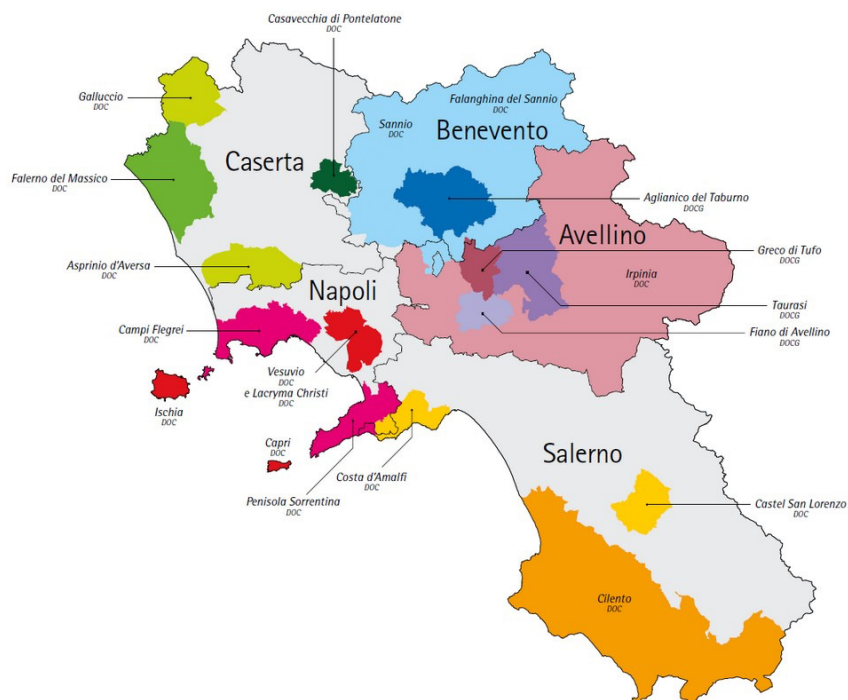 Casavecchia di Pontelatone
DOC
Galluccio
DOC
Falanghina del Sannio
DOC
Sannio
DOC
Benevento
Caserta
Falerno del Massico
DOC
Aglianico del Taburno
DOCG
Avellino
Greco di Tufo
DOCG
Asprinio d'Aversa
DOC
Irpinia
DOC
Napoli
Taurasi
DOCG
Campi Flegrei
DOC
Fiano di Avellino
DOCG
Vesuvio
DOC
e Lacryma Christi
DOC
Ischia
DOC
Capri
DOC
Costa d'Amalfi
DOC
Penisola Sorrentina
DOC
Salerno
Castel San Lorenzo
DOC
Cilento
DOC